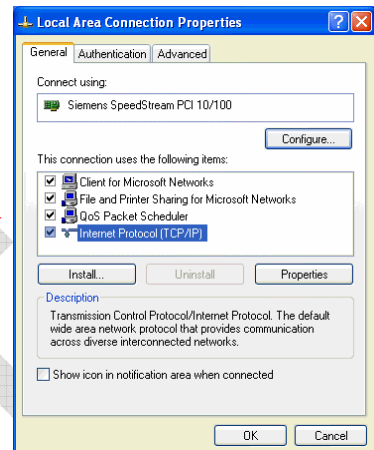 Local Area Connection Properties
General Authentication Advanced
Connect using:
Siemens SpeedStream PCI 10/100
Configure...
This connection uses the following items:
Client for Microsoft Networks
File and Printer Sharing for Microsoft Networks
QoS Packet Scheduler
Internet Protocol (TCP/IP)
Install... Uninstall Properties
Description
Transmission Control Protocol/Internet Protocol. The default
wide area network protocol that provides communication
across diverse interconnected networks.
Show icon in notification area when connected
OK Cancel